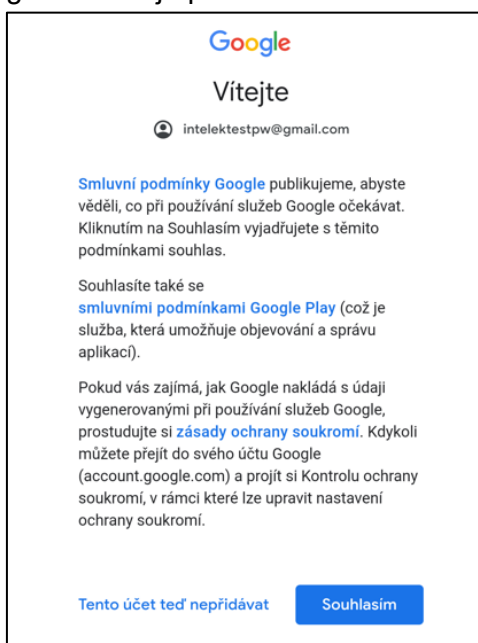 Google
Vítejte
intelektestpw@gmail.com
Smluvní podmínky Google publikujeme, abyste
věděli, co při používání služeb Google očekávat.
Kliknutím na Souhlasím vyjadřujete s těmito
podmínkami souhlas.
Souhlasíte také se
smluvními podmínkami Google Play (což je
služba, která umožňuje objevování a správu
aplikací).
Pokud vás zajímá, jak Google nakládá s údaji
vygenerovanými při používání služeb Google,
prostudujte si zásady ochrany soukromí. Kdykoli
můžete přejít do svého účtu Google
(account.google.com) a projít si Kontrolu ochrany
soukromí, v rámci které lze upravit nastavení
ochrany soukromí.
Tento účet teď nepřidávat
Souhlasím